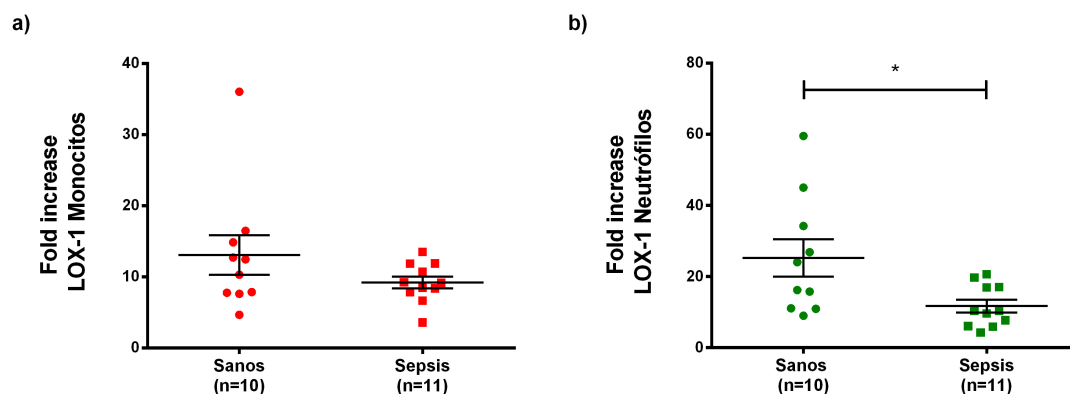 a)
Fold increase
LOX-1 Monocitos
40
30
20
10
0
Sanos
(n=10)
Sepsis
(n=11)
b)
Fold increase
LOX-1 Neutrófilos
80
60
40
20
0
*
Sanos
(n=10)
Sepsis
(n=11)